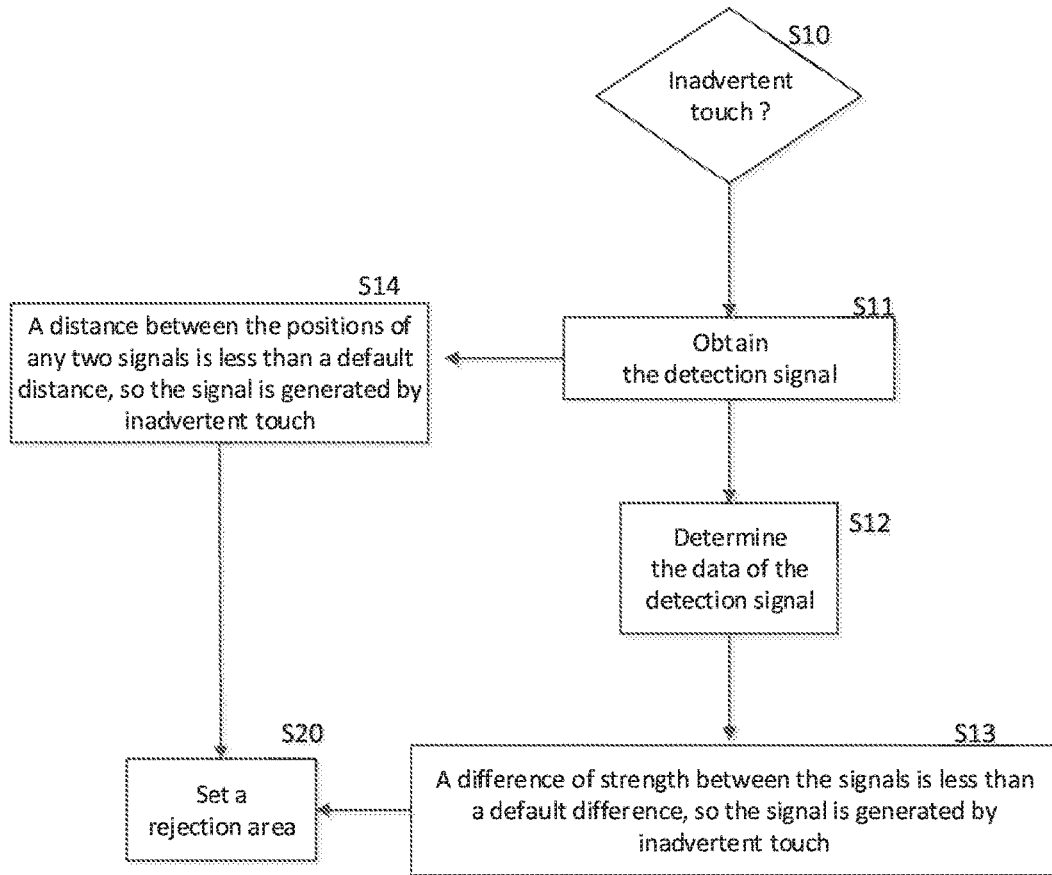 S10
Inadvertent
touch ?
S14
A distance between the positions of
any two signals is less than a default
distance, so the signal is generated by
inadvertent touch
S11
Obtain
the detection signal
S12
Determine
the data of the
detection signal
S20
Set a
rejection area
S13
A difference of strength between the signals is less than
a default difference, so the signal is generated by
inadvertent touch